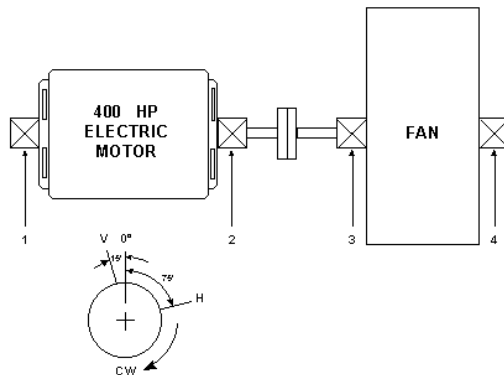 400 HP
ELECTRIC
MOTOR
FAN
1
2
3
4
V 0°
15°
75°
H
CW